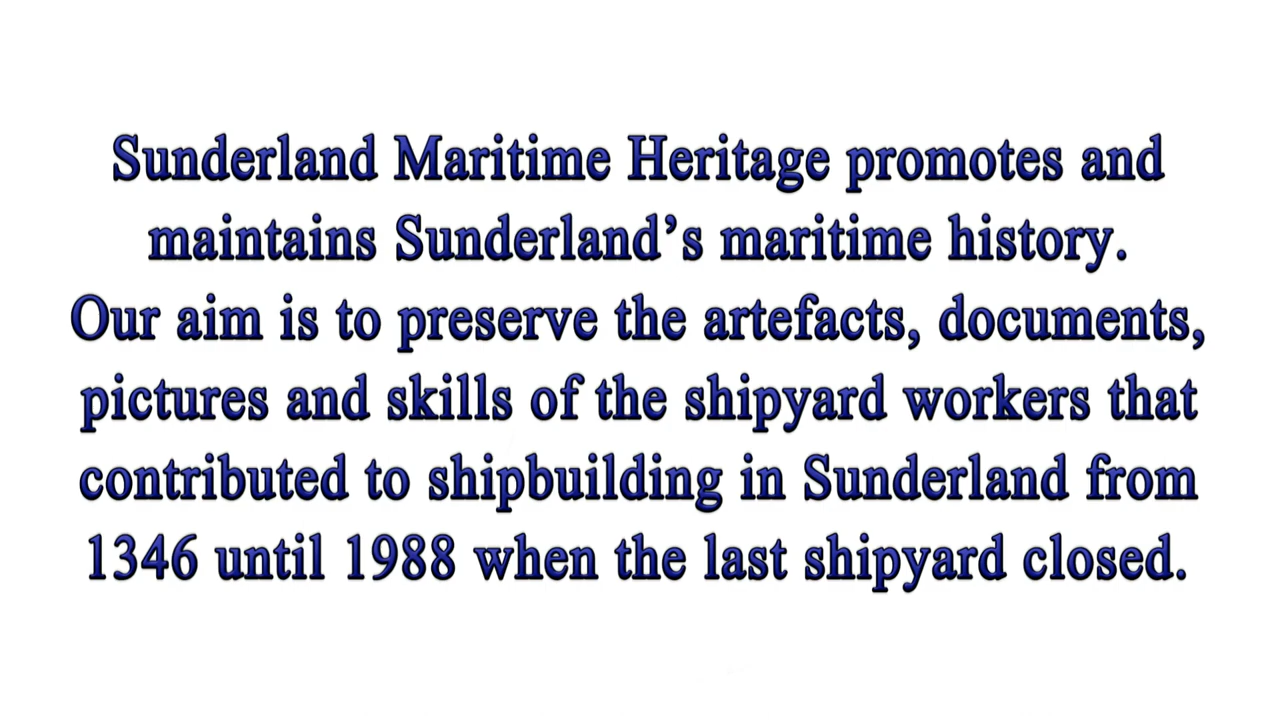 Sunderland Maritime Heritage promotes and
maintains Sunderland’s maritime history.
Our aim is to preserve the artefacts, documents,
pictures and skills of the shipyard workers that
contributed to shipbuilding in Sunderland from
1346 until 1988 when the last shipyard closed.